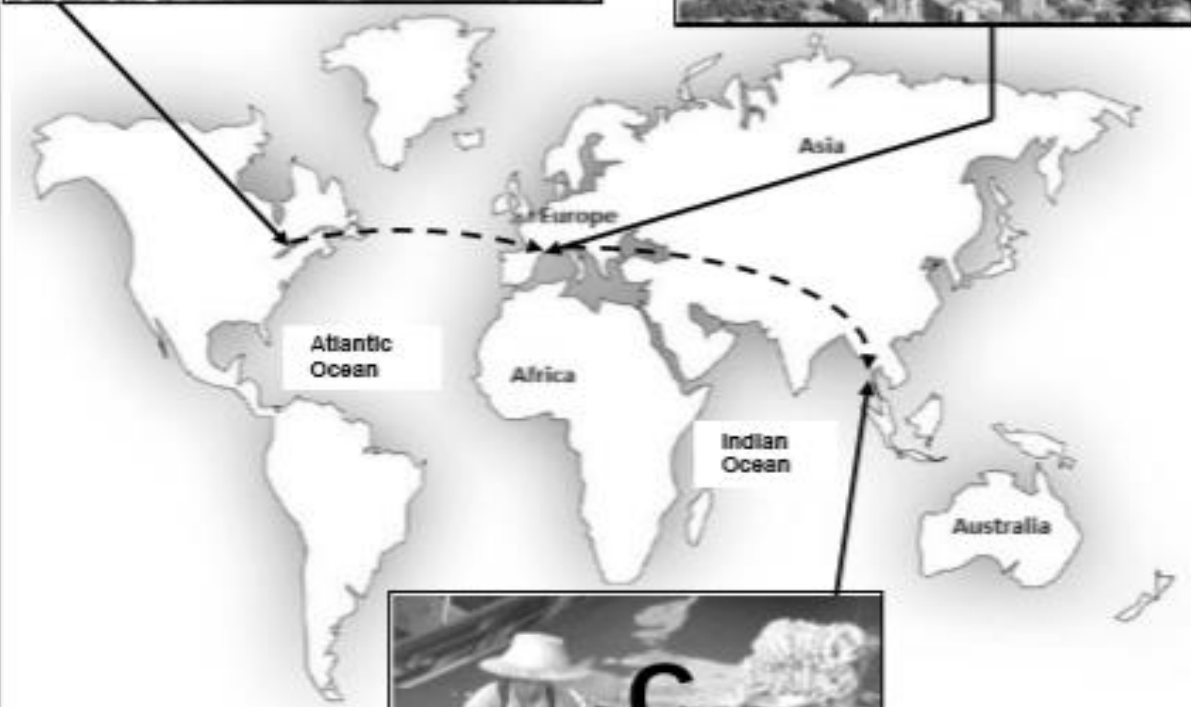 Asia
Europe
Atlantic
Ocean
Africa
Indian
Ocean
Australia
C